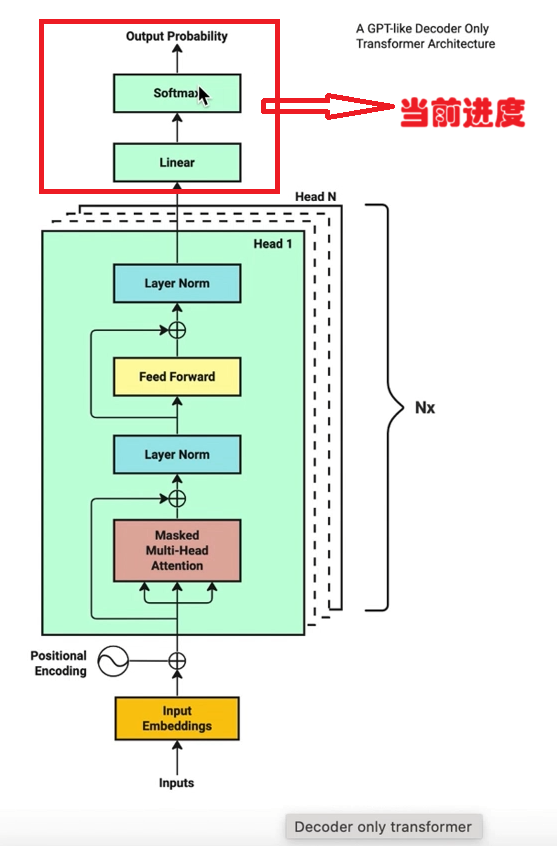 Output Probability
A GPT-like Decoder Only
Transformer Architecture
Softmax
当前进度
Linear
Head N
Head 1
Layer Norm
Feed Forward
Nx
Layer Norm
Masked
Multi-Head
Attention
Positional
Encoding
Input
Embeddings
Inputs
Decoder only transformer